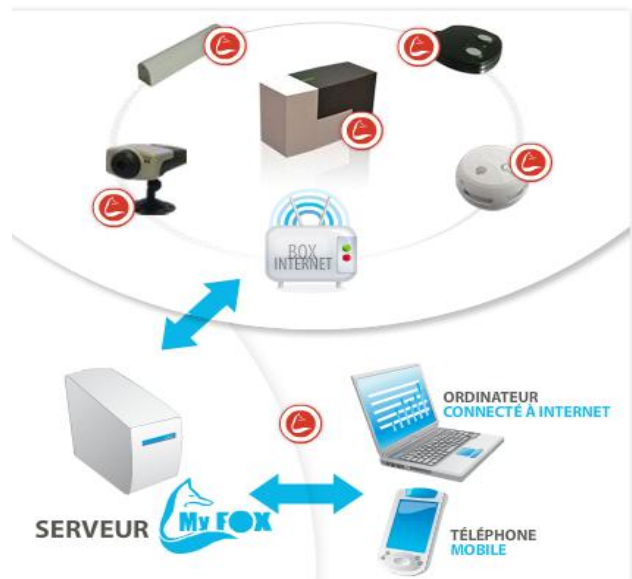 BOX
INTERNET
ORDINATEUR
CONNECTÉ À INTERNET
SERVEUR My FOX
TÉLÉPHONE
MOBILE